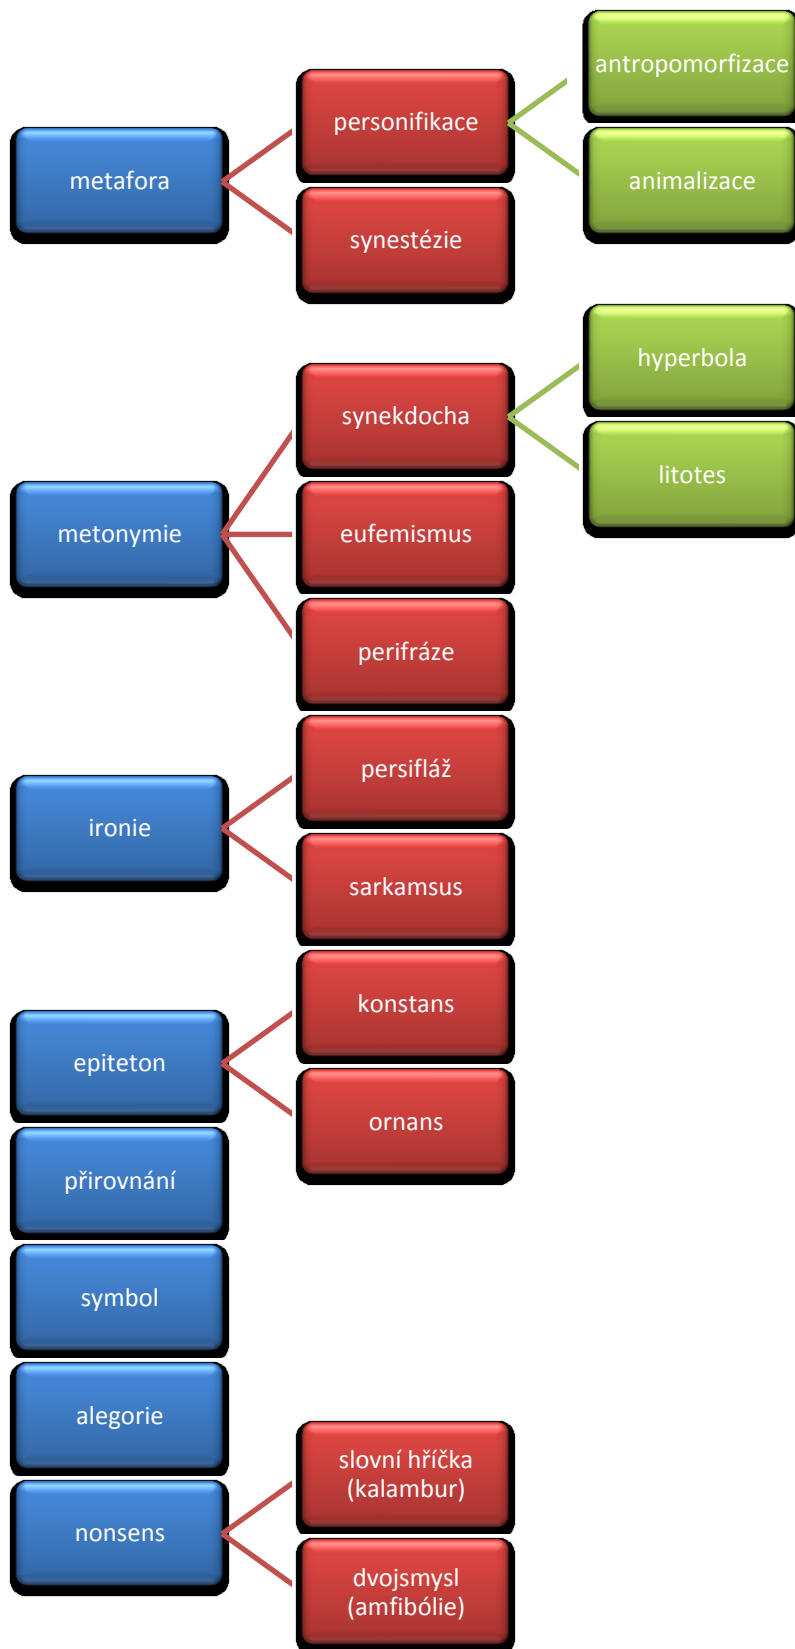 metafora
personifikace
antropomorfizace
animalizace
synestézie
metonymie
synekdocha
hyperbola
litotes
eufemismus
perifráze
ironie
persifláž
sarkamsus
epiteton
konstans
ornans
přirovnání
symbol
alegorie
nonsens
slovní hříčka
(kalambur)
dvojsmysl
(amfibólie)